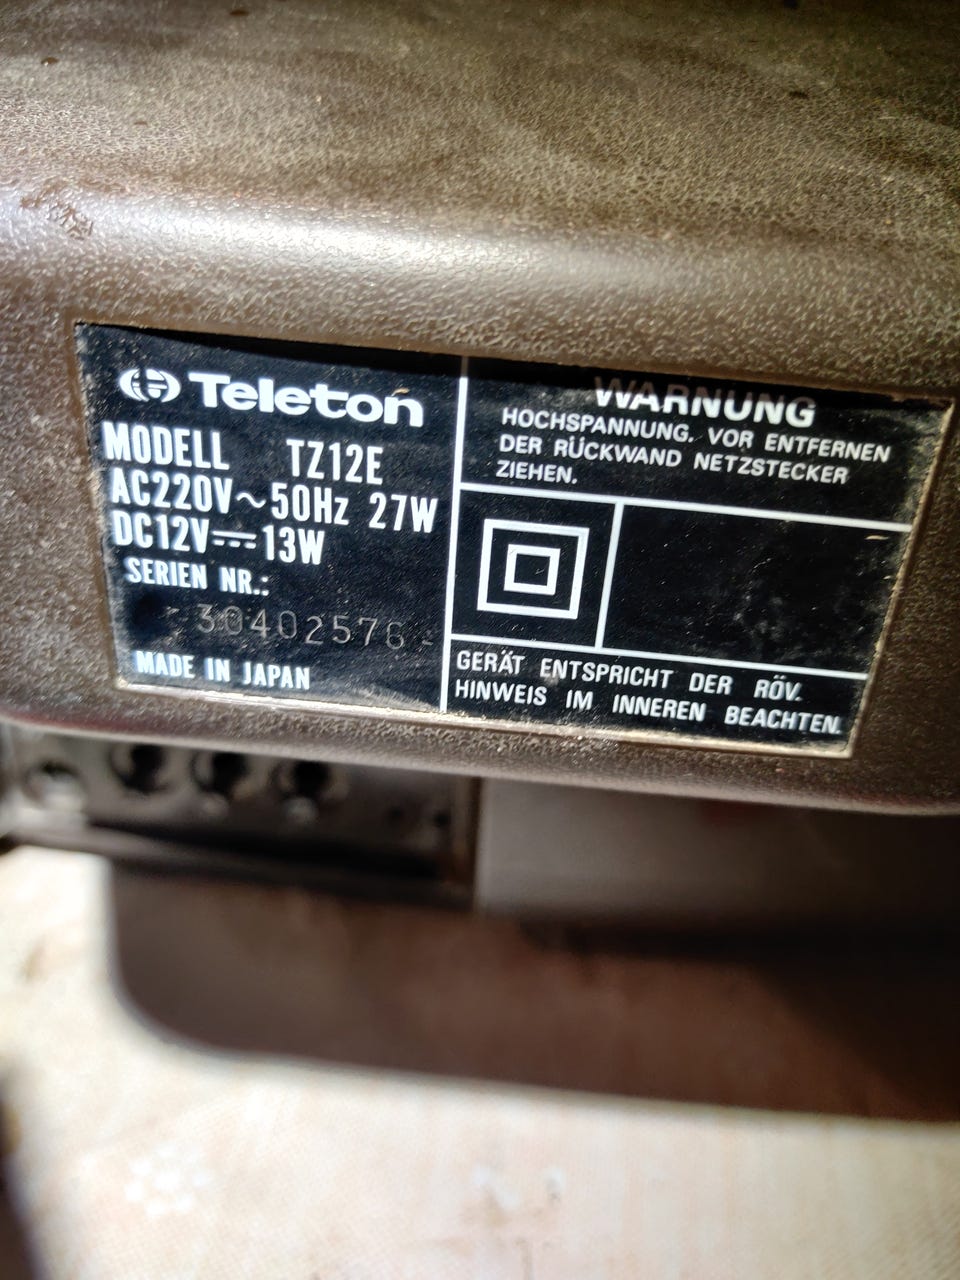 Teleton
MODELL TZ12E
AC220V~50Hz 27W
DC12V⎓13W
SERIEN NR.:
-30402576-
MADE IN JAPAN
WARNUNG
HOCHSPANNUNG. VOR ENTFERNEN
DER RÜCKWAND NETZSTECKER
ZIEHEN.
GERÄT ENTSPRICHT DER RÖV.
HINWEIS IM INNEREN BEACHTEN.